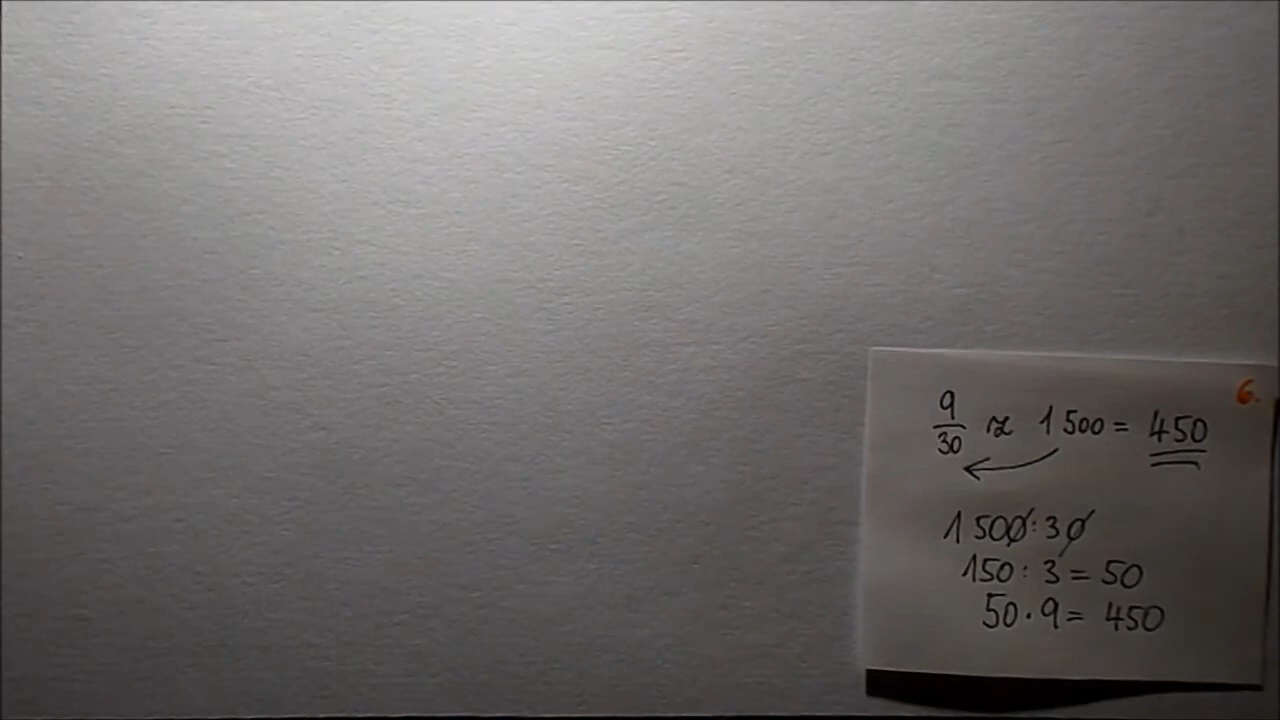 6.
9/30 z 1 500 = 450
1 500 : 30
150 : 3 = 50
50 · 9 = 450